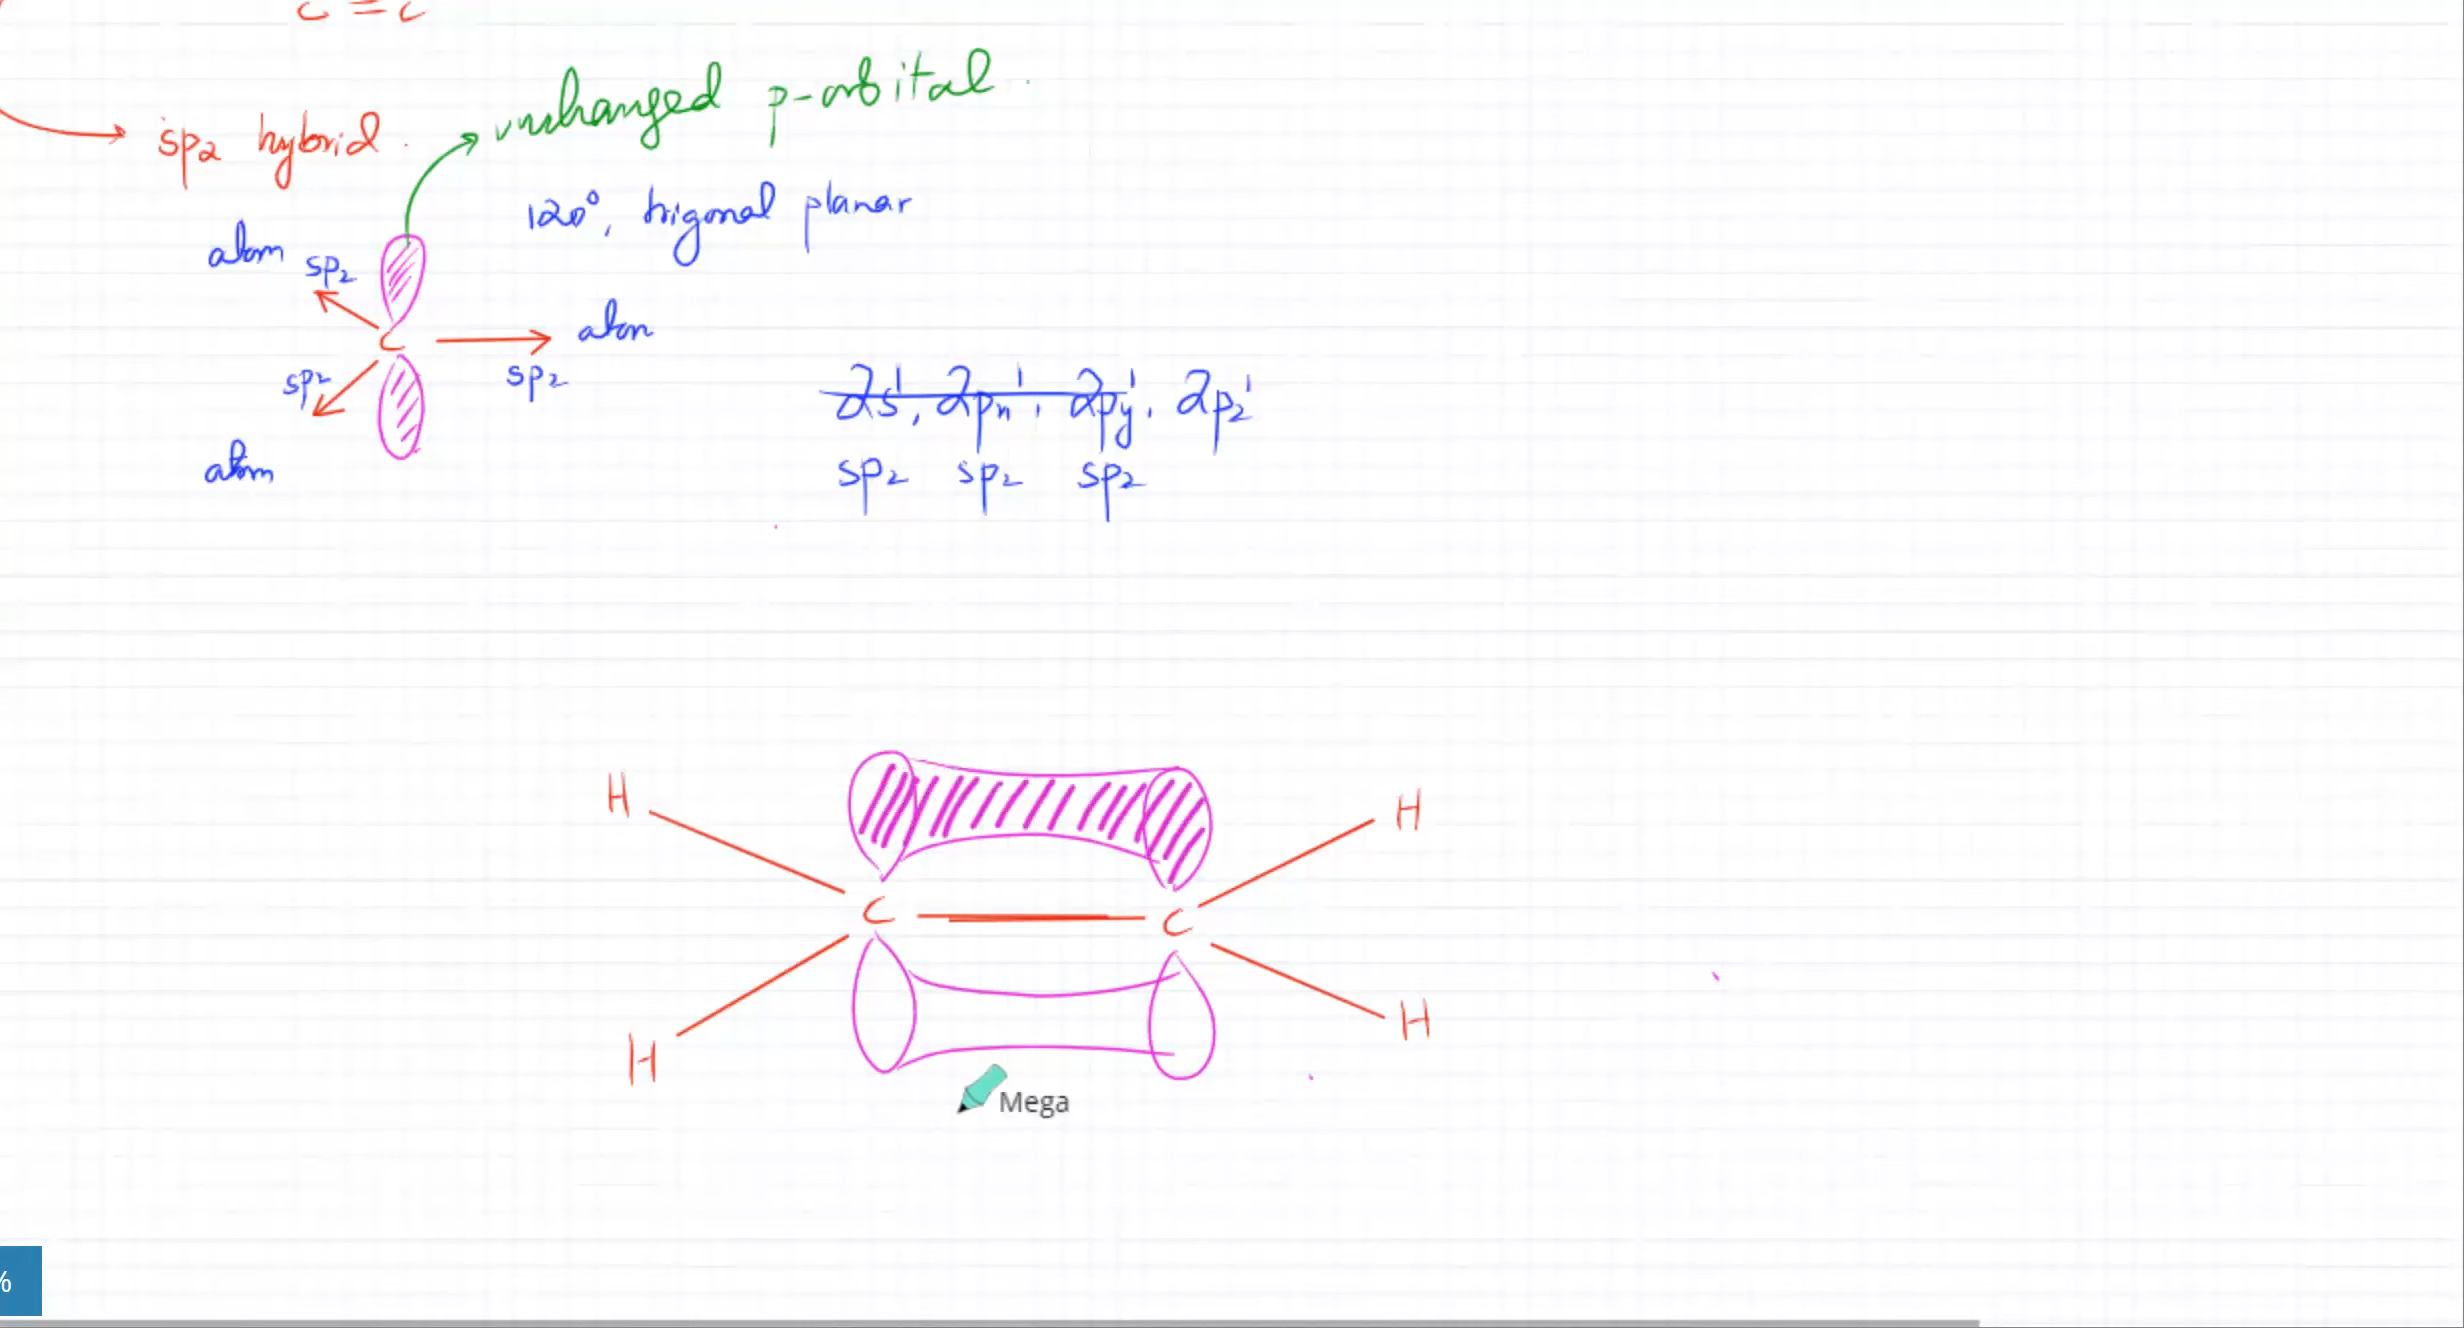 C = C
unchanged p-orbital
sp2 hybrid
120°, trigonal planar
atom sp2
C atom
sp2 sp2
atom
2s¹, 2px¹, 2py¹, 2pz¹
sp2 sp2 sp2
H H
C C
H H
Mega
%